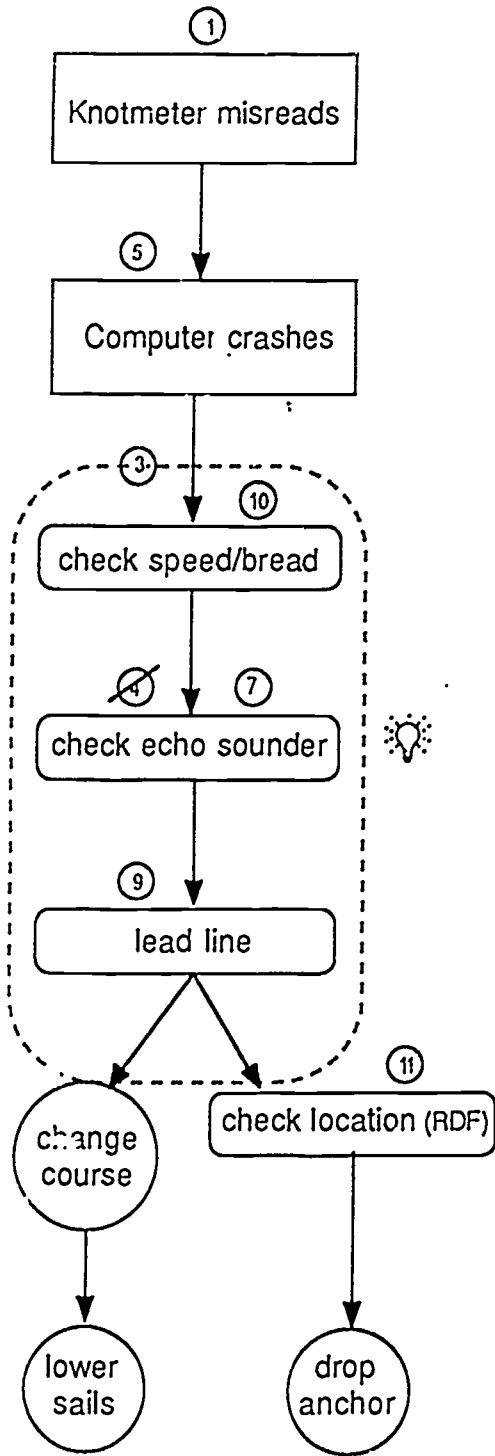 1
Knotmeter misreads
5
Computer crashes
3
10
check speed/bread
4
7
check echo sounder
9
lead line
11
change
course
check location (RDF)
lower
sails
drop
anchor